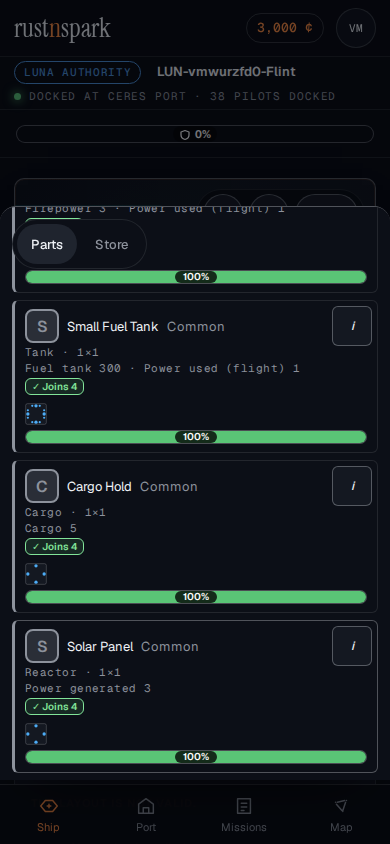 rustnspark
3,000 ¢
VM
LUNA AUTHORITY
LUN-vmwurzfd0-Flint
DOCKED AT CERES PORT · 38 PILOTS DOCKED
0%
Firepower 3 · Power used (flight) 1
Parts
Store
100%
S
Small Fuel Tank Common
i
Tank · 1×1
Fuel tank 300 · Power used (flight) 1
✓ Joins 4
100%
C
Cargo Hold Common
i
Cargo · 1×1
Cargo 5
✓ Joins 4
100%
S
Solar Panel Common
i
Reactor · 1×1
Power generated 3
✓ Joins 4
100%
Ship
Port
Missions
Map